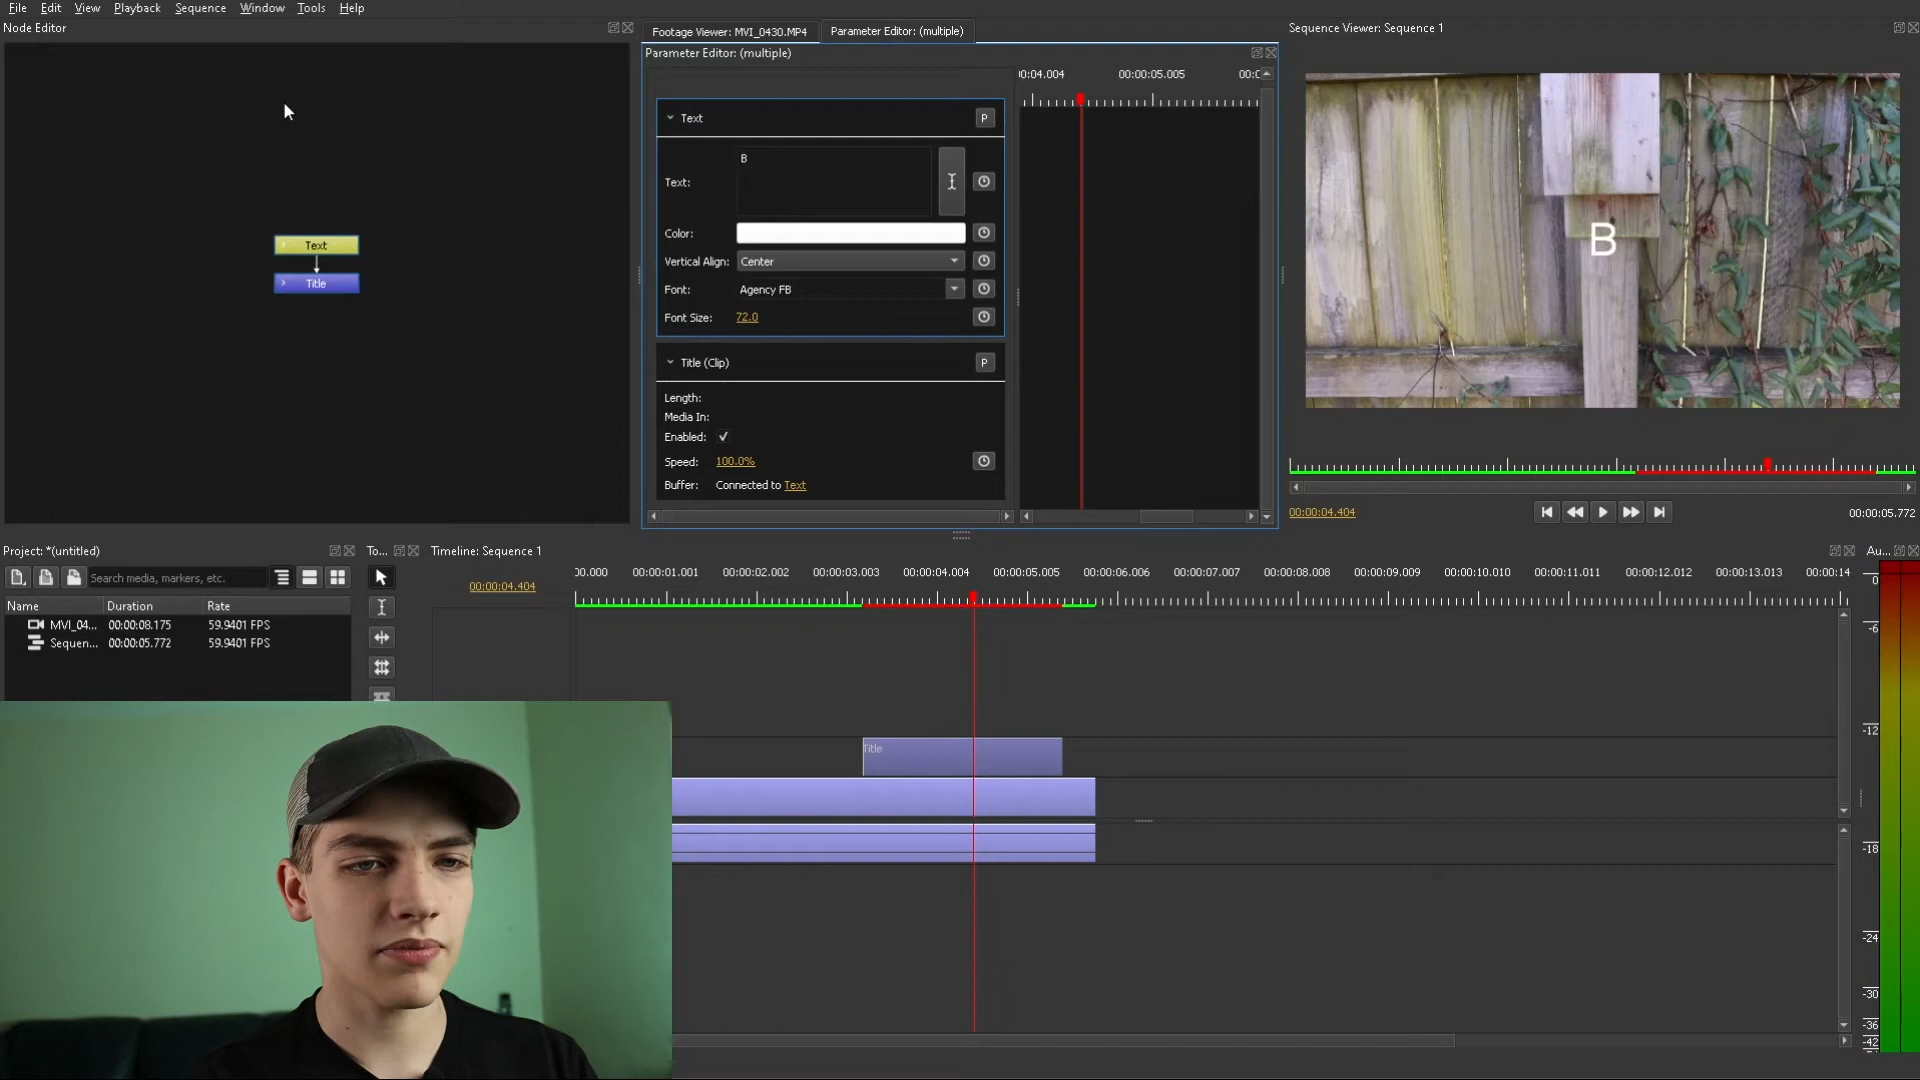 File Edit View Playback Sequence Window Tools Help
Node Editor
Text
Title
Footage Viewer: MVI_0430.MP4
Parameter Editor: (multiple)
Parameter Editor: (multiple)
00:00:05.005
Text
P
Text:
B
Color:
Vertical Align:
Center
Font:
Agency FB
Font Size:
72.0
Title (Clip)
P
Length:
Media In:
Enabled:
Speed:
100.0%
Buffer:
Connected to Text
Sequence Viewer: Sequence 1
B
00:00:04.404
00:00:05.772
Project: *(untitled)
Search media, markers, etc.
Name Duration Rate
MVI_04... 00:00:08.175 59.9401 FPS
Sequen... 00:00:05.772 59.9401 FPS
To...
Timeline: Sequence 1
00:00:04.404
00.000 00:00:01.001 00:00:02.002 00:00:03.003 00:00:04.004 00:00:05.005 00:00:06.006 00:00:07.007 00:00:08.008 00:00:09.009 00:00:10.010 00:00:11.011 00:00:12.012 00:00:13.013 00:00:14
Title
Au...
0
-6
-12
-18
-24
-30
-36
-42